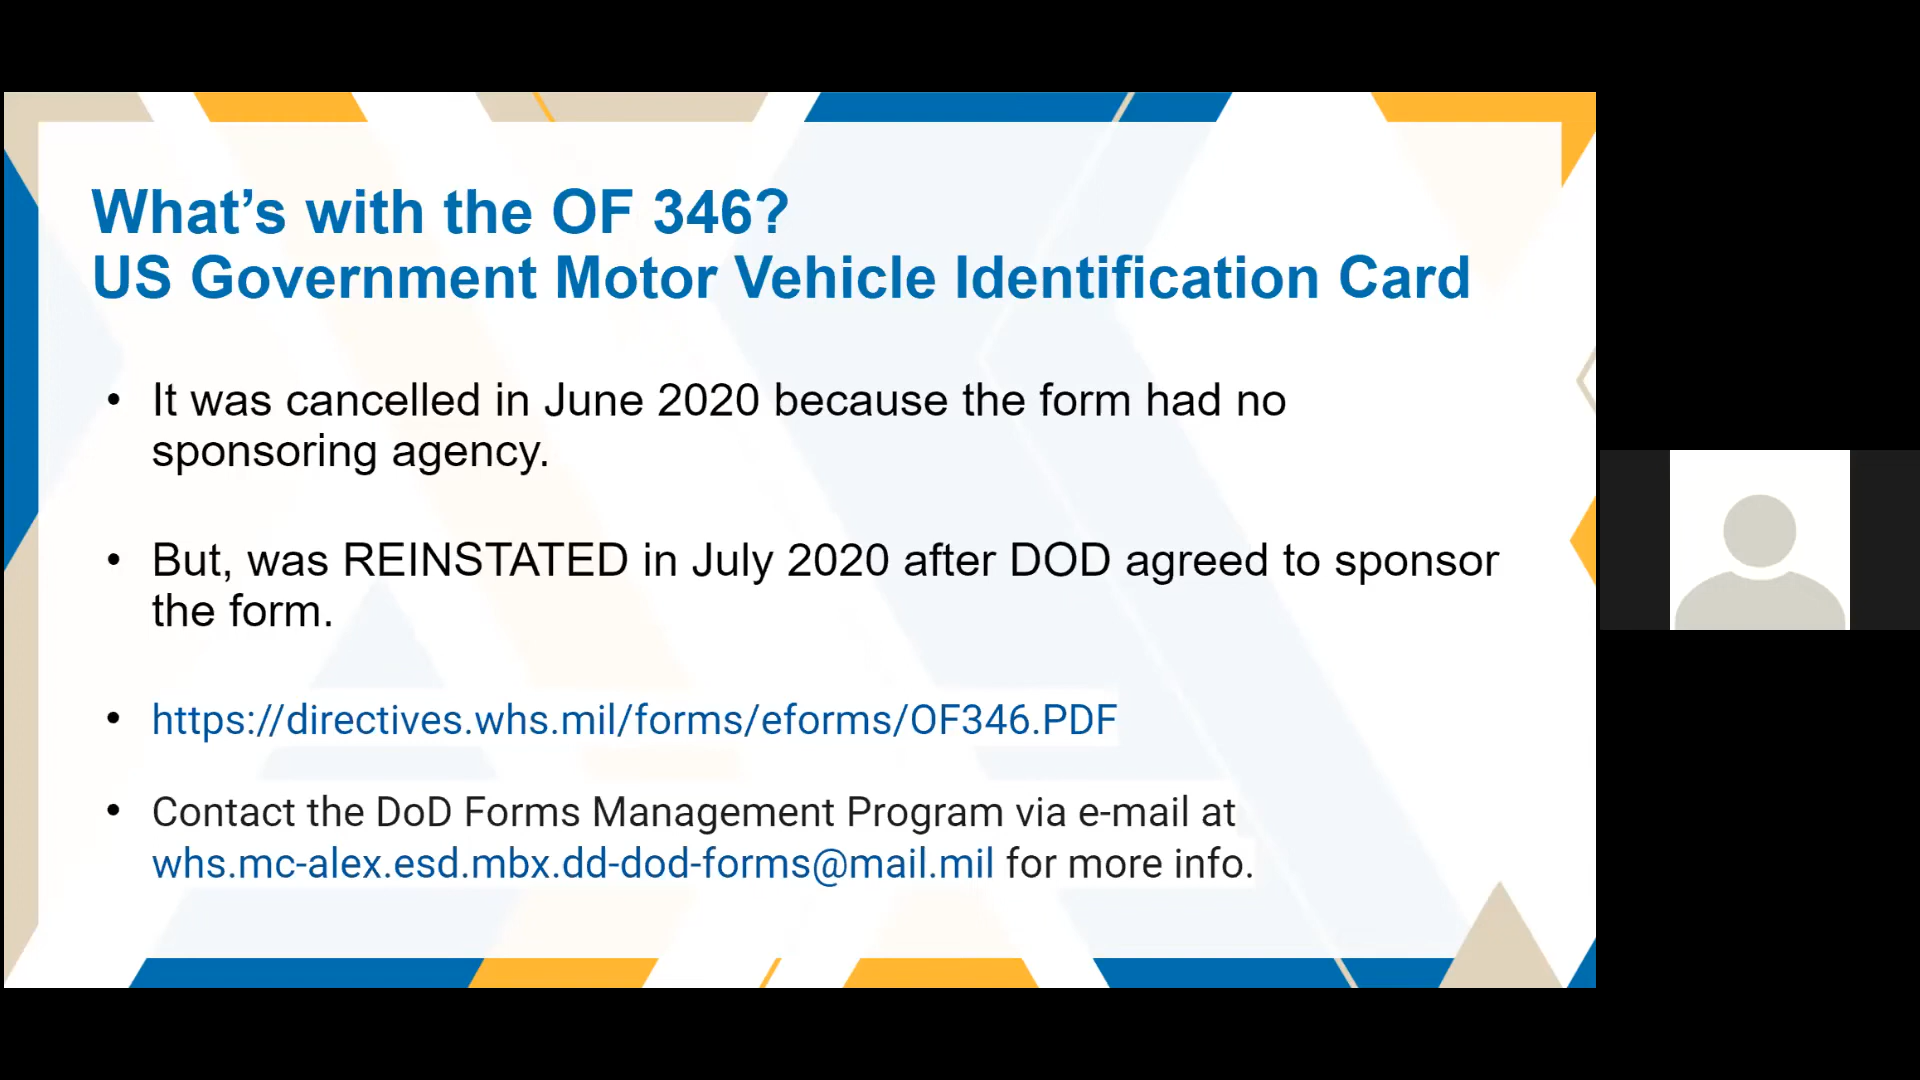 What’s with the OF 346?
US Government Motor Vehicle Identification Card
• It was cancelled in June 2020 because the form had no
sponsoring agency.
• But, was REINSTATED in July 2020 after DOD agreed to sponsor
the form.
• https://directives.whs.mil/forms/eforms/OF346.PDF
• Contact the DoD Forms Management Program via e-mail at
whs.mc-alex.esd.mbx.dd-dod-forms@mail.mil for more info.